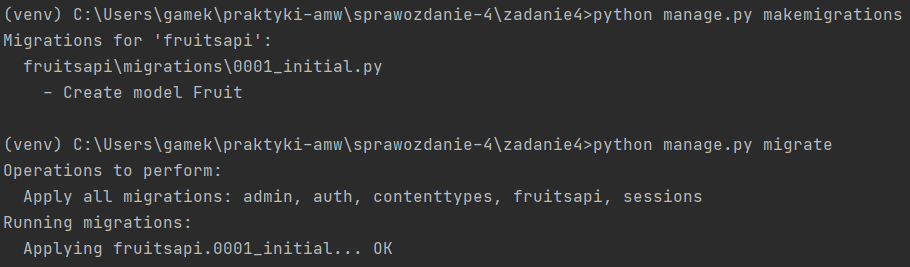 (venv) C:\Users\gamek\praktyki-amw\sprawozdanie-4\zadanie4>python manage.py makemigrations
Migrations for 'fruitsapi':
  fruitsapi\migrations\0001_initial.py
    - Create model Fruit

(venv) C:\Users\gamek\praktyki-amw\sprawozdanie-4\zadanie4>python manage.py migrate
Operations to perform:
  Apply all migrations: admin, auth, contenttypes, fruitsapi, sessions
Running migrations:
  Applying fruitsapi.0001_initial... OK